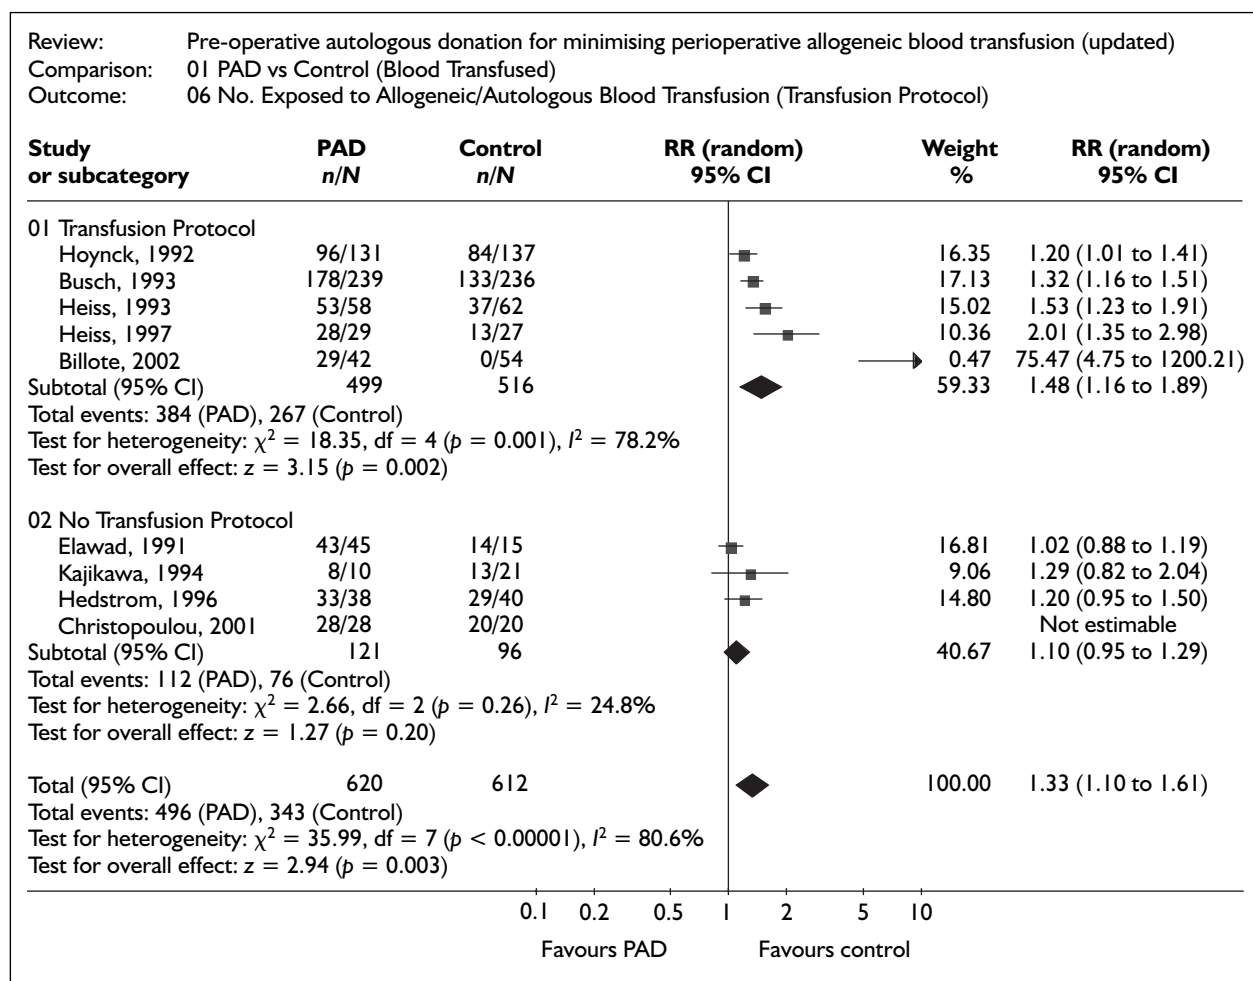 Review: Pre-operative autologous donation for minimising perioperative allogeneic blood transfusion (updated)
Comparison: 01 PAD vs Control (Blood Transfused)
Outcome: 06 No. Exposed to Allogeneic/Autologous Blood Transfusion (Transfusion Protocol)
Study PAD Control RR (random) Weight RR (random)
or subcategory n/N n/N 95% CI % 95% CI
01 Transfusion Protocol
Hoynck, 1992 96/131 84/137 16.35 1.20 (1.01 to 1.41)
Busch, 1993 178/239 133/236 17.13 1.32 (1.16 to 1.51)
Heiss, 1993 53/58 37/62 15.02 1.53 (1.23 to 1.91)
Heiss, 1997 28/29 13/27 10.36 2.01 (1.35 to 2.98)
Billote, 2002 29/42 0/54 0.47 75.47 (4.75 to 1200.21)
Subtotal (95% CI) 499 516 59.33 1.48 (1.16 to 1.89)
Total events: 384 (PAD), 267 (Control)
Test for heterogeneity: χ² = 18.35, df = 4 (p = 0.001), I² = 78.2%
Test for overall effect: z = 3.15 (p = 0.002)
02 No Transfusion Protocol
Elawad, 1991 43/45 14/15 16.81 1.02 (0.88 to 1.19)
Kajikawa, 1994 8/10 13/21 9.06 1.29 (0.82 to 2.04)
Hedstrom, 1996 33/38 29/40 14.80 1.20 (0.95 to 1.50)
Christopoulou, 2001 28/28 20/20 Not estimable
Subtotal (95% CI) 121 96 40.67 1.10 (0.95 to 1.29)
Total events: 112 (PAD), 76 (Control)
Test for heterogeneity: χ² = 2.66, df = 2 (p = 0.26), I² = 24.8%
Test for overall effect: z = 1.27 (p = 0.20)
Total (95% CI) 620 612 100.00 1.33 (1.10 to 1.61)
Total events: 496 (PAD), 343 (Control)
Test for heterogeneity: χ² = 35.99, df = 7 (p < 0.00001), I² = 80.6%
Test for overall effect: z = 2.94 (p = 0.003)
0.1 0.2 0.5 1 2 5 10
Favours PAD Favours control